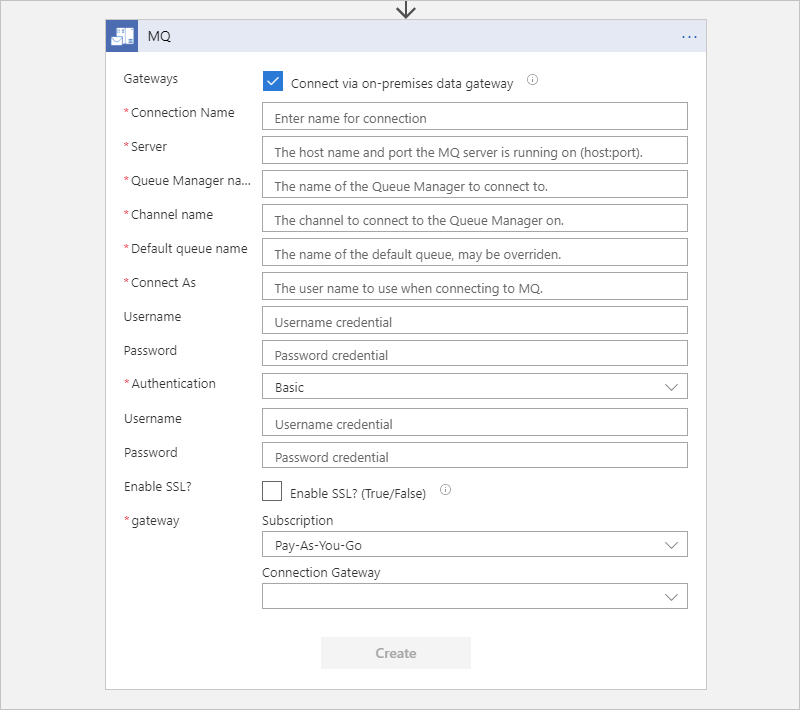 MQ
Gateways
Connect via on-premises data gateway
*Connection Name
Enter name for connection
*Server
The host name and port the MQ server is running on (host:port).
*Queue Manager na...
The name of the Queue Manager to connect to.
*Channel name
The channel to connect to the Queue Manager on.
*Default queue name
The name of the default queue, may be overriden.
*Connect As
The user name to use when connecting to MQ.
Username
Username credential
Password
Password credential
*Authentication
Basic
Username
Username credential
Password
Password credential
Enable SSL?
Enable SSL? (True/False)
*gateway
Subscription
Pay-As-You-Go
Connection Gateway
Create